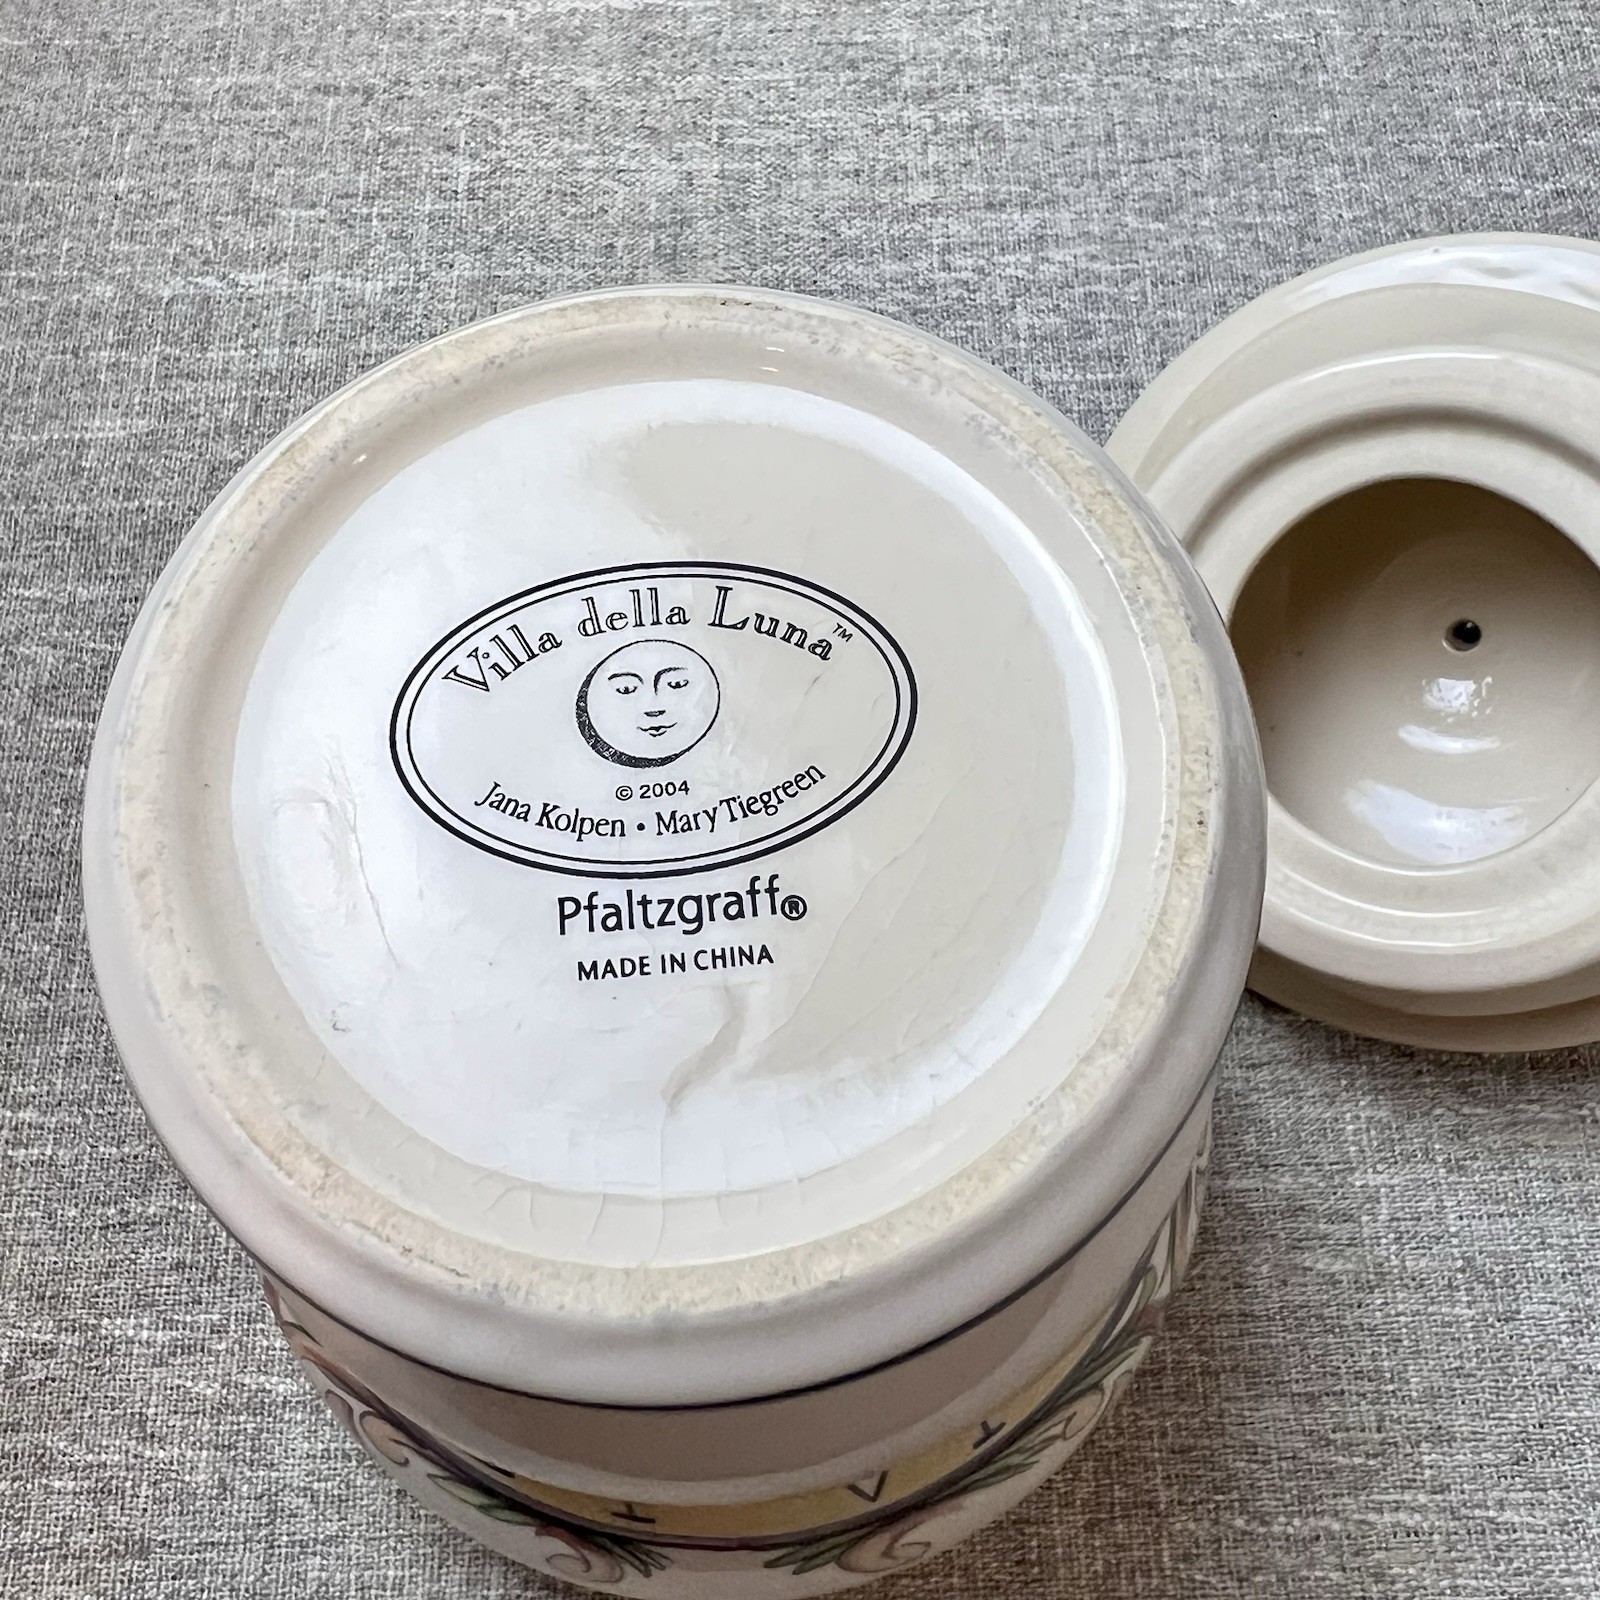 Villa della Luna™
© 2004
Jana Kolpen • Mary Tiegreen
Pfaltzgraff®
MADE IN CHINA